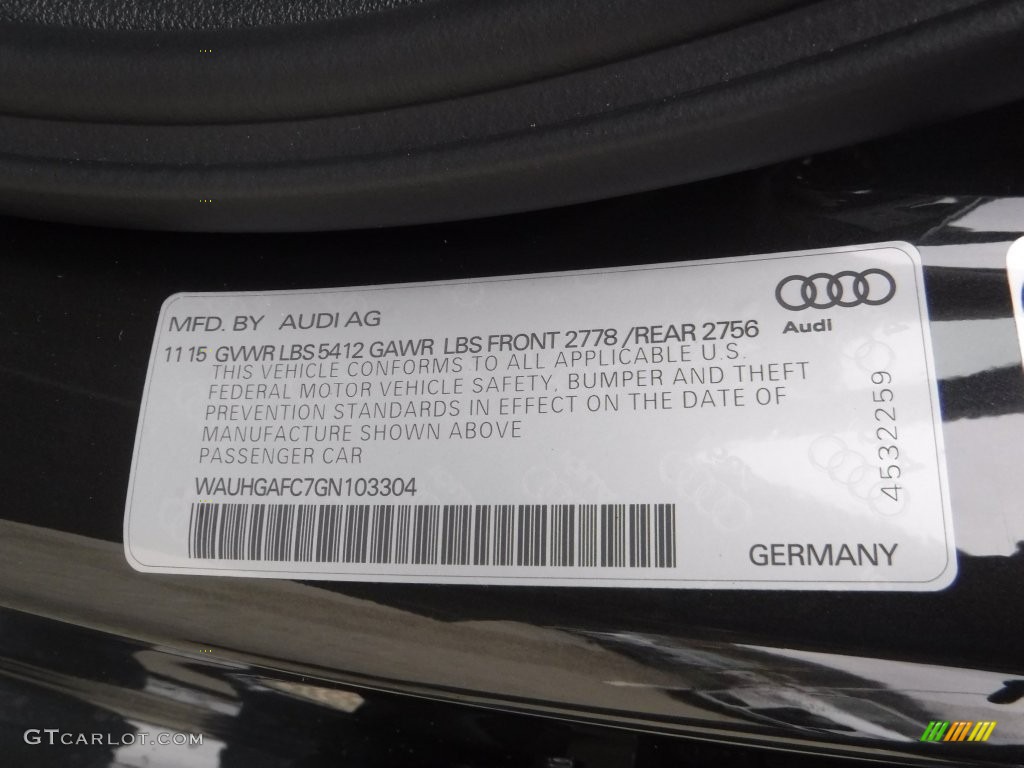 MFD. BY AUDI AG
Audi
11 15 GVWR LBS 5412 GAWR LBS FRONT 2778 /REAR 2756
THIS VEHICLE CONFORMS TO ALL APPLICABLE U.S.
FEDERAL MOTOR VEHICLE SAFETY, BUMPER AND THEFT
PREVENTION STANDARDS IN EFFECT ON THE DATE OF
MANUFACTURE SHOWN ABOVE
PASSENGER CAR
WAUHGAFC7GN103304
4532259
GERMANY
GTCARLOT.COM